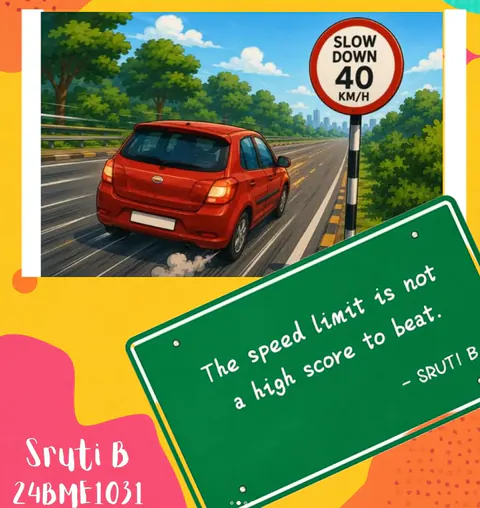 SLOW
DOWN
40
KM/H
The speed limit is not
a high score to beat.
- SRUTI B
Sruti B
24BME1031